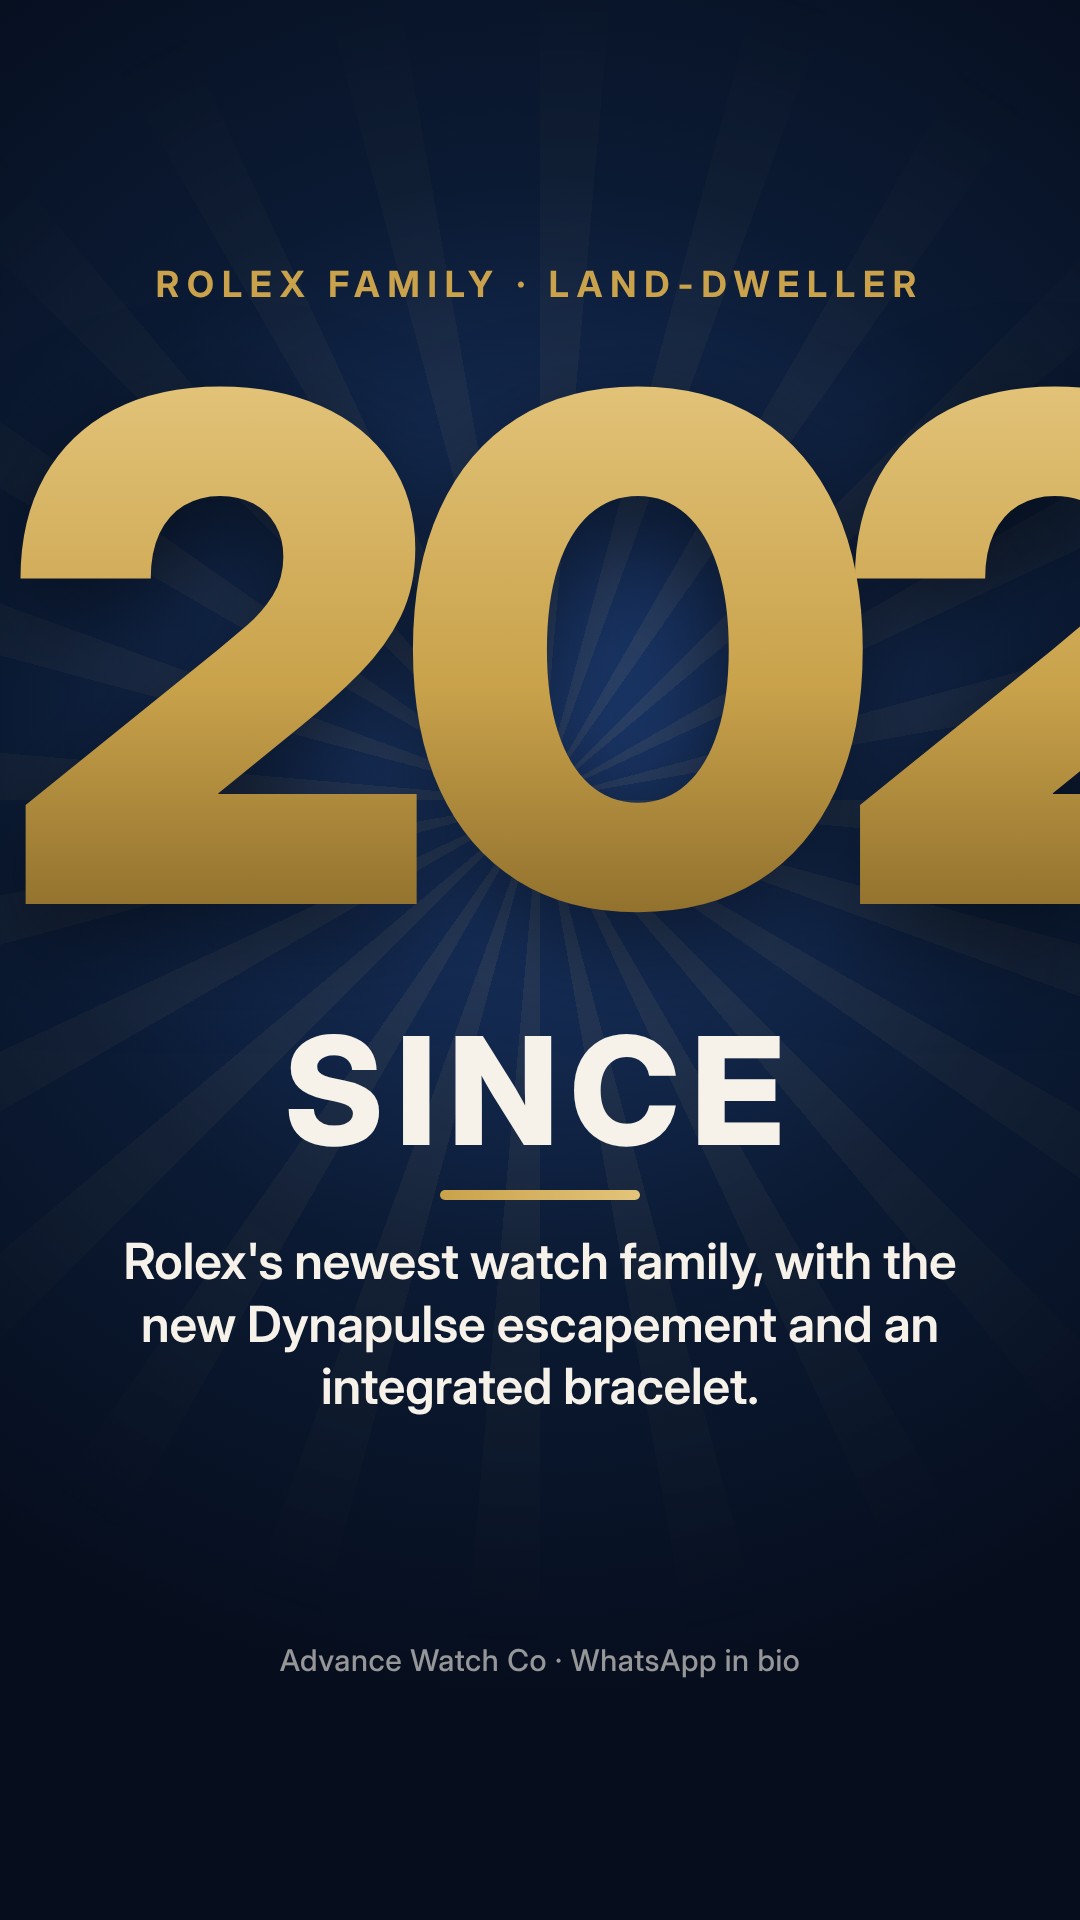 ROLEX FAMILY · LAND-DWELLER
202
SINCE
Rolex's newest watch family, with the
new Dynapulse escapement and an
integrated bracelet.
Advance Watch Co · WhatsApp in bio